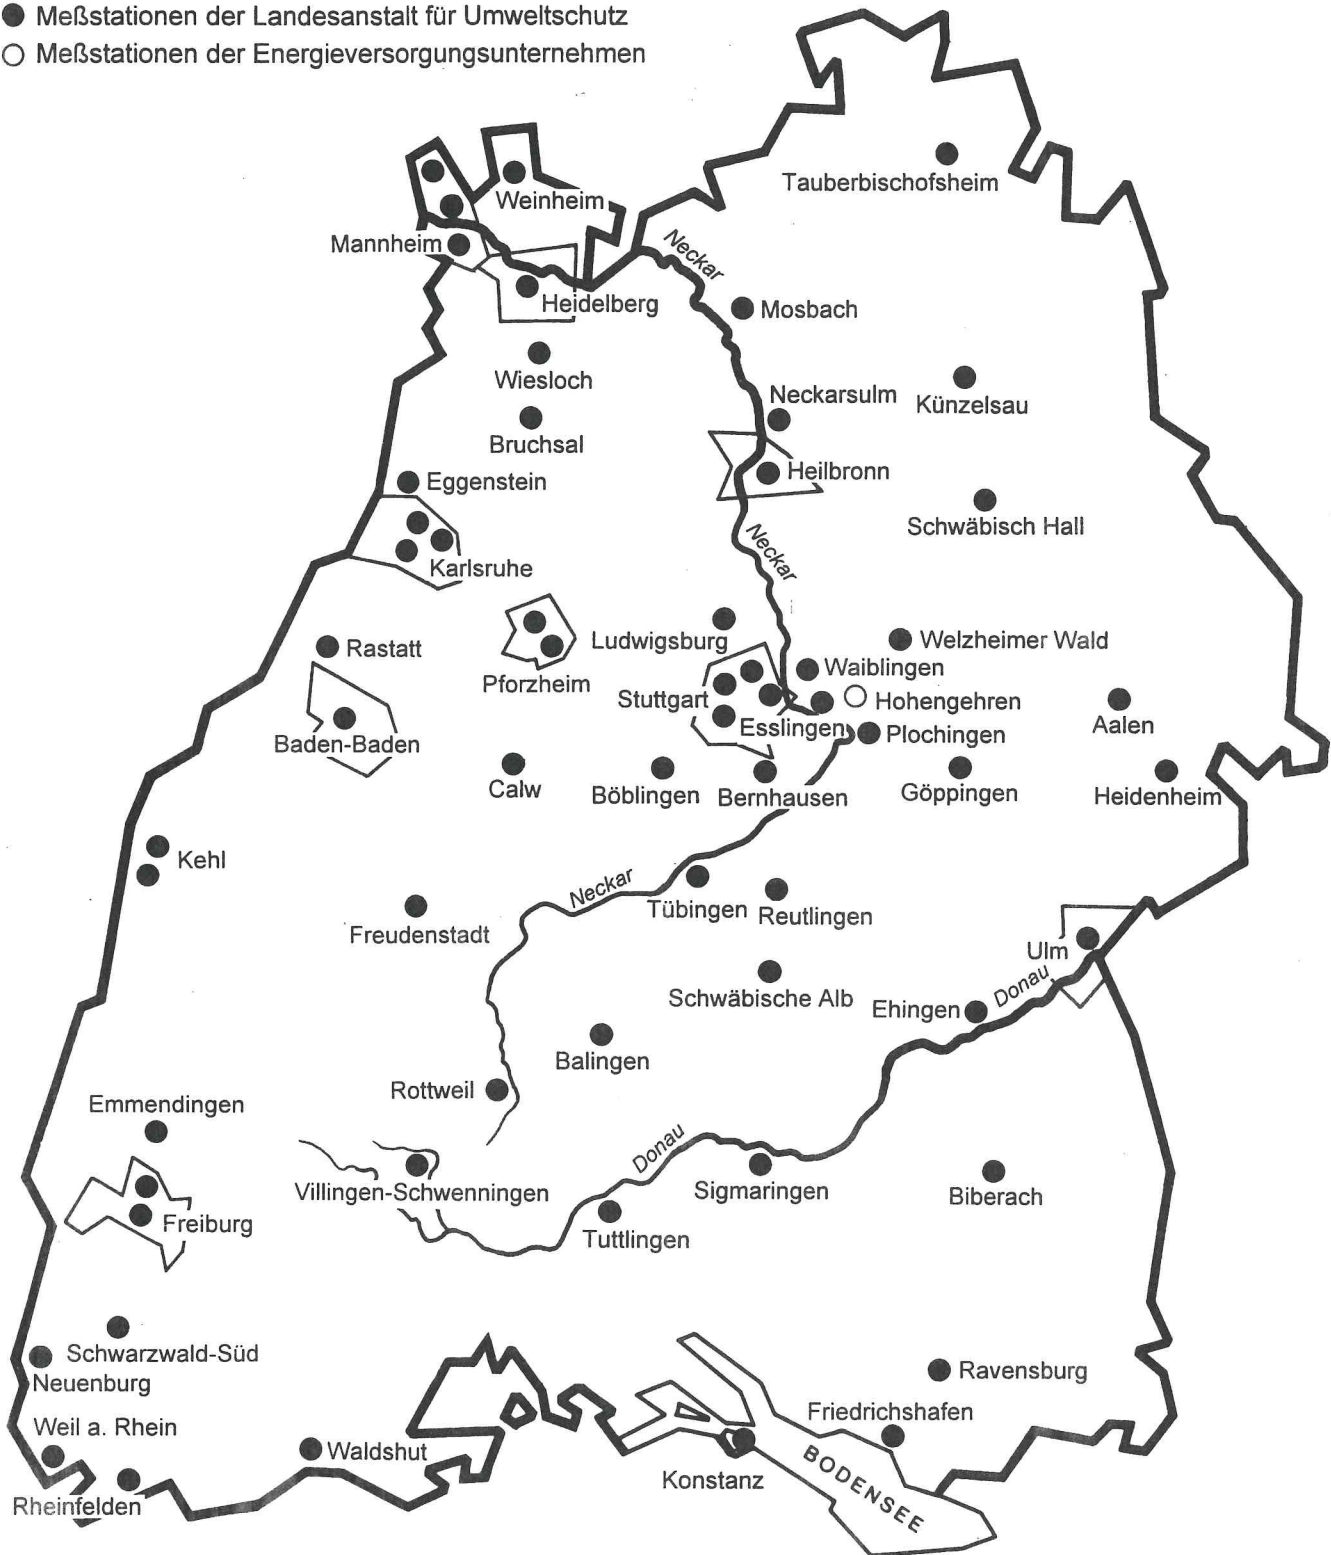 Meßstationen der Landesanstalt für Umweltschutz
Meßstationen der Energieversorgungsunternehmen
Tauberbischofsheim
Weinheim
Mannheim
Neckar
Heidelberg
Mosbach
Wiesloch
Neckarsulm
Künzelsau
Bruchsal
Heilbronn
Eggenstein
Schwäbisch Hall
Neckar
Karlsruhe
Rastatt
Ludwigsburg
Welzheimer Wald
Waiblingen
Pforzheim
Stuttgart
Hohengehren
Esslingen
Plochingen
Aalen
Baden-Baden
Calw
Böblingen
Bernhausen
Göppingen
Heidenheim
Kehl
Neckar
Tübingen
Reutlingen
Freudenstadt
Ulm
Schwäbische Alb
Donau
Ehingen
Balingen
Rottweil
Emmendingen
Donau
Villingen-Schwenningen
Sigmaringen
Biberach
Freiburg
Tuttlingen
Schwarzwald-Süd
Neuenburg
Ravensburg
Weil a. Rhein
Friedrichshafen
Waldshut
Konstanz
BODENSEE
Rheinfelden